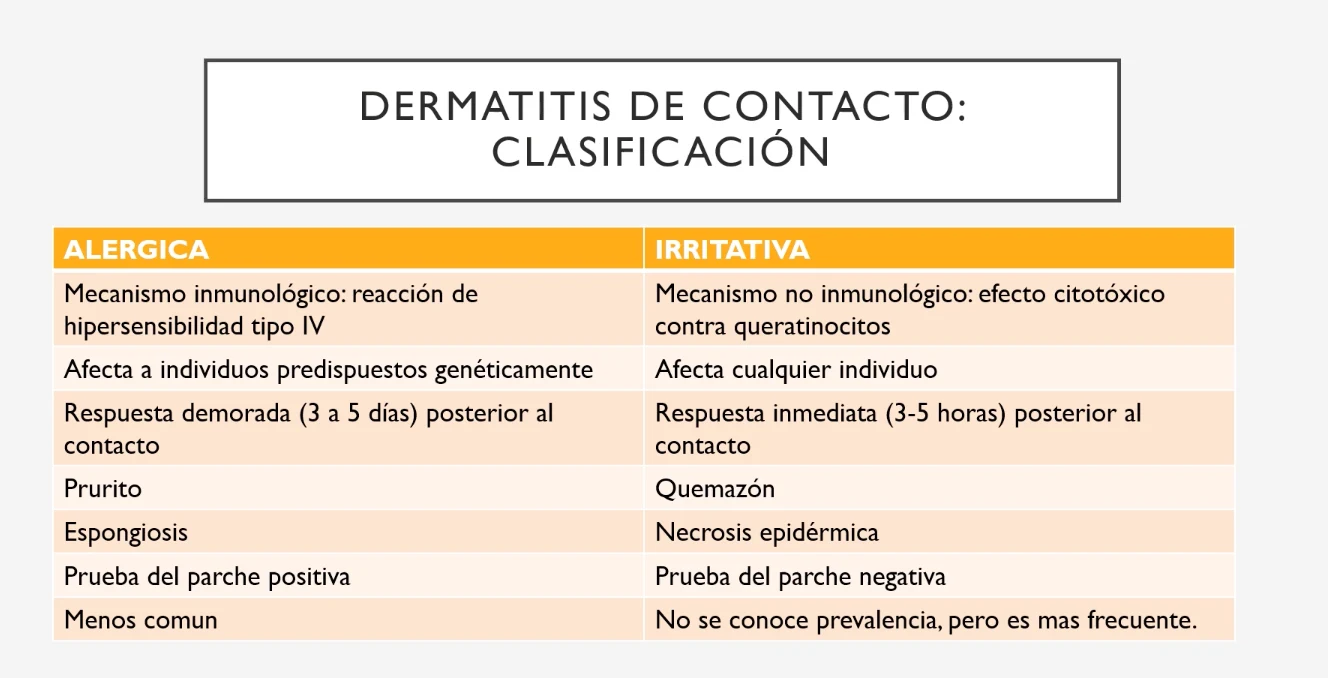 DERMATITIS DE CONTACTO:
CLASIFICACIÓN
ALERGICA
IRRITATIVA
Mecanismo inmunológico: reacción de
hipersensibilidad tipo IV
Mecanismo no inmunológico: efecto citotóxico
contra queratinocitos
Afecta a individuos predispuestos genéticamente
Afecta cualquier individuo
Respuesta demorada (3 a 5 días) posterior al
contacto
Respuesta inmediata (3-5 horas) posterior al
contacto
Prurito
Quemazón
Espongiosis
Necrosis epidérmica
Prueba del parche positiva
Prueba del parche negativa
Menos comun
No se conoce prevalencia, pero es mas frecuente.